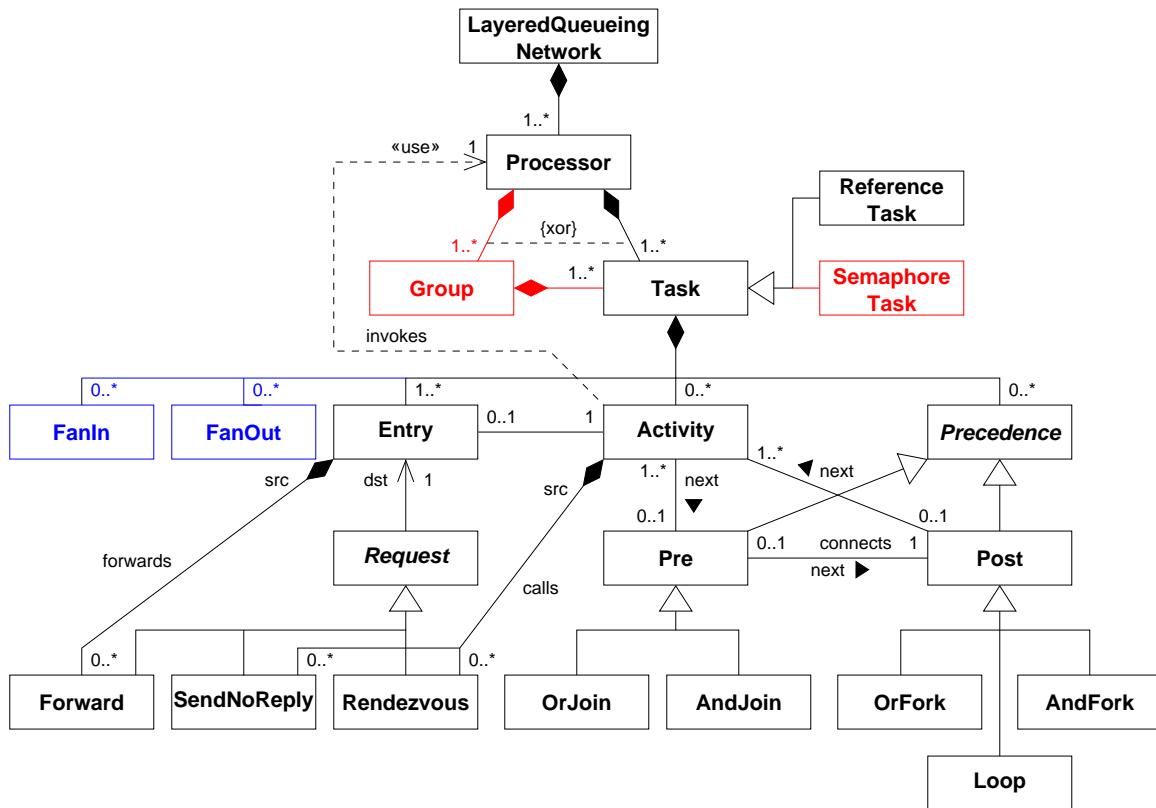 LayeredQueueing
Network
1..*
«use»
1
Processor
Reference
Task
{xor}
1..*
1..*
Group
1..*
Task
Semaphore
Task
invokes
0..*
0..*
1..*
0..*
0..*
FanIn
FanOut
Entry
0..1
1
Activity
Precedence
src
dst
1
src
1..*
next
1..*
next
0..1
0..1
forwards
Request
Pre
0..1
connects
1
next
Post
calls
0..*
0..*
0..*
Forward
SendNoReply
Rendezvous
OrJoin
AndJoin
OrFork
AndFork
Loop